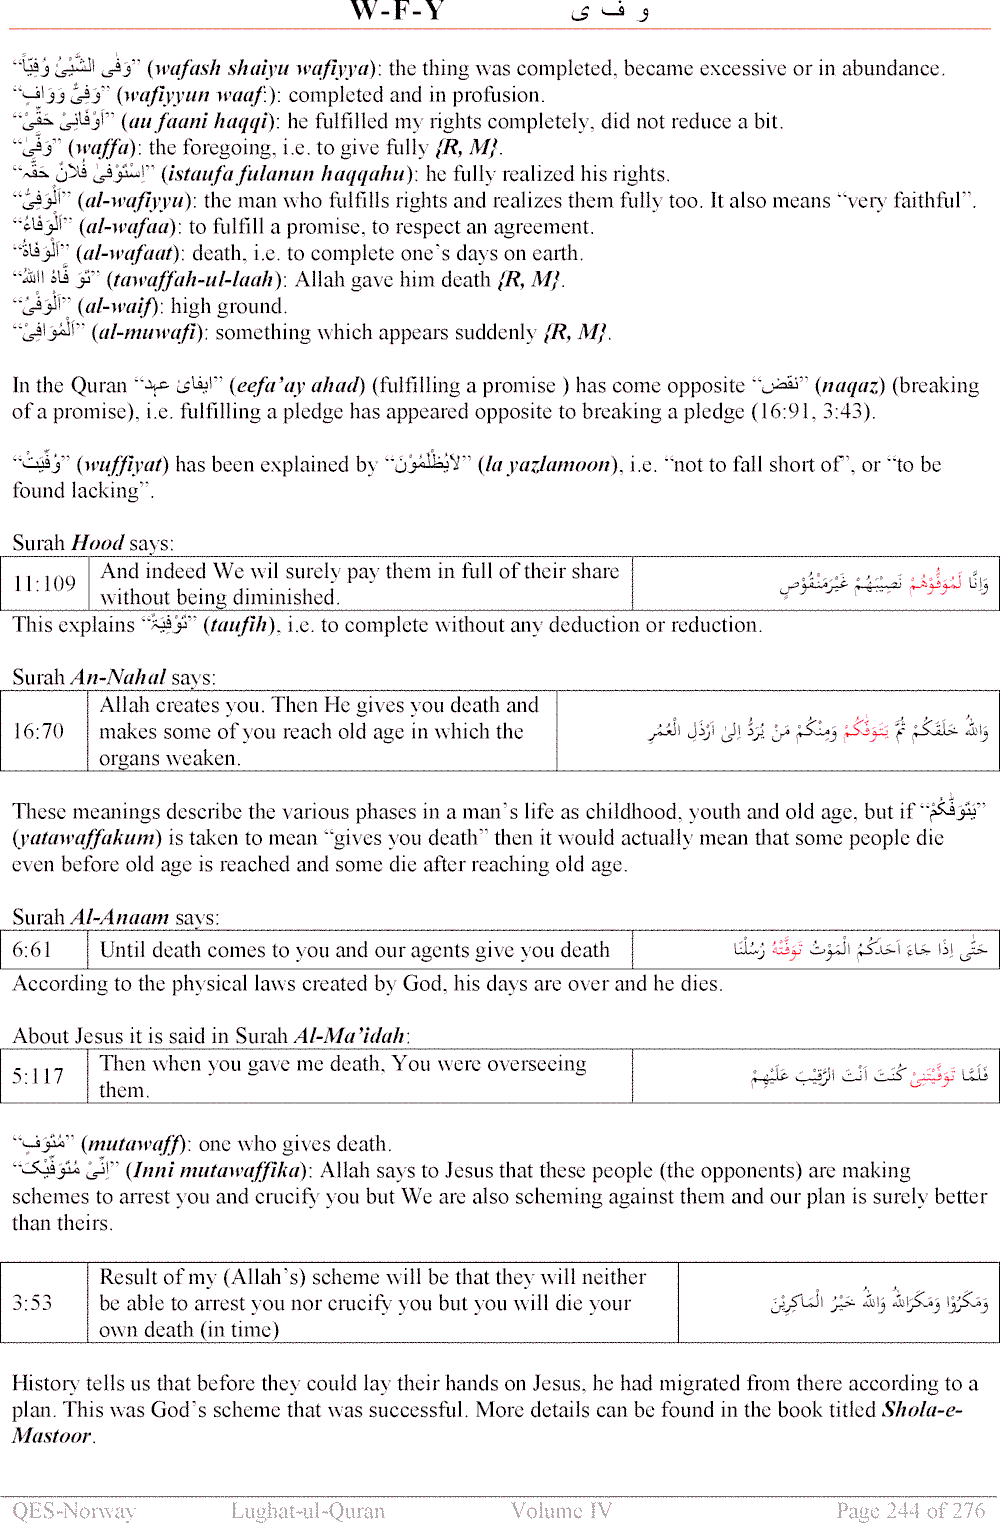 W-F-Y و ف ی
“وَفٰی الشَّیْئُ وُفِیّاً” (wafash shaiyu wafiyya): the thing was completed, became excessive or in abundance.
“وَفِیٌّ وَوَافٍ” (wafiyyun waaf:): completed and in profusion.
“اَوْفَانِیْ حَقِّیْ” (au faani haqqi): he fulfilled my rights completely, did not reduce a bit.
“وَفَّیٰ” (waffa): the foregoing, i.e. to give fully {R, M}.
“اِسْتَوْفیٰ فُلَانٌ حَقَّہ” (istaufa fulanun haqqahu): he fully realized his rights.
“اَلْوَفِیُّ” (al-wafiyyu): the man who fulfills rights and realizes them fully too. It also means “very faithful”.
“اَلْوَفَاءُ” (al-wafaa): to fulfill a promise, to respect an agreement.
“اَلْوَفَاۃُ” (al-wafaat): death, i.e. to complete one’s days on earth.
“تَوَ فَّاہُ اﷲُ” (tawaffah-ul-laah): Allah gave him death {R, M}.
“اَلْوَفْیُ” (al-waif): high ground.
“اَلْمُوَافِیْ” (al-muwafi): something which appears suddenly {R, M}.
In the Quran “ایفائ عہد” (eefa’ay ahad) (fulfilling a promise ) has come opposite “نقض” (naqaz) (breaking
of a promise), i.e. fulfilling a pledge has appeared opposite to breaking a pledge (16:91, 3:43).
“وُفِّیَتْ” (wuffiyat) has been explained by “لاَیُظْلَمُوْنَ” (la yazlamoon), i.e. “not to fall short of”, or “to be
found lacking”.
Surah Hood says:
11:109 And indeed We wil surely pay them in full of their share وَاِنَّا لَمُوَفُّوْهُمْ نَصِيْبَهُمْ غَيْرَمَنْقُوْصٍ
without being diminished.
This explains “تَوْفِیَۃٌ” (taufih), i.e. to complete without any deduction or reduction.
Surah An-Nahal says:
Allah creates you. Then He gives you death and
16:70 makes some of you reach old age in which the وَاللهُ خَلَقَكُمْ ثُمَّ يَتَوَفّٰكُمْ وَمِنْكُمْ مَنْ يُرَدُّ اِلىٰ اَرْذَلِ الْعُمُرِ
organs weaken.
These meanings describe the various phases in a man’s life as childhood, youth and old age, but if “یَتَوَفّٰکُمْ”
(yatawaffakum) is taken to mean “gives you death” then it would actually mean that some people die
even before old age is reached and some die after reaching old age.
Surah Al-Anaam says:
6:61 Until death comes to you and our agents give you death حَتّٰى اِذَا جَاءَ اَحَدَكُمُ الْمَوْتُ تَوَفَّتْهُ رُسُلُنَا
According to the physical laws created by God, his days are over and he dies.
About Jesus it is said in Surah Al-Ma’idah:
5:117 Then when you gave me death, You were overseeing فَلَمَّا تَوَفَّيْتَنِىْ كُنْتَ اَنْتَ الرَّقِيْبَ عَلَيْهِمْ
them.
“مُتَوَفٍ” (mutawaff): one who gives death.
“اِنِّیْ مُتَوَفِّیْکَ” (Inni mutawaffika): Allah says to Jesus that these people (the opponents) are making
schemes to arrest you and crucify you but We are also scheming against them and our plan is surely better
than theirs.
Result of my (Allah’s) scheme will be that they will neither
3:53 be able to arrest you nor crucify you but you will die your وَمَكَرُوْا وَمَكَرَاللهُ وَاللهُ خَيْرُ الْمَاكِرِيْنَ
own death (in time)
History tells us that before they could lay their hands on Jesus, he had migrated from there according to a
plan. This was God’s scheme that was successful. More details can be found in the book titled Shola-e-
Mastoor.
QES-Norway Lughat-ul-Quran Volume IV Page 244 of 276